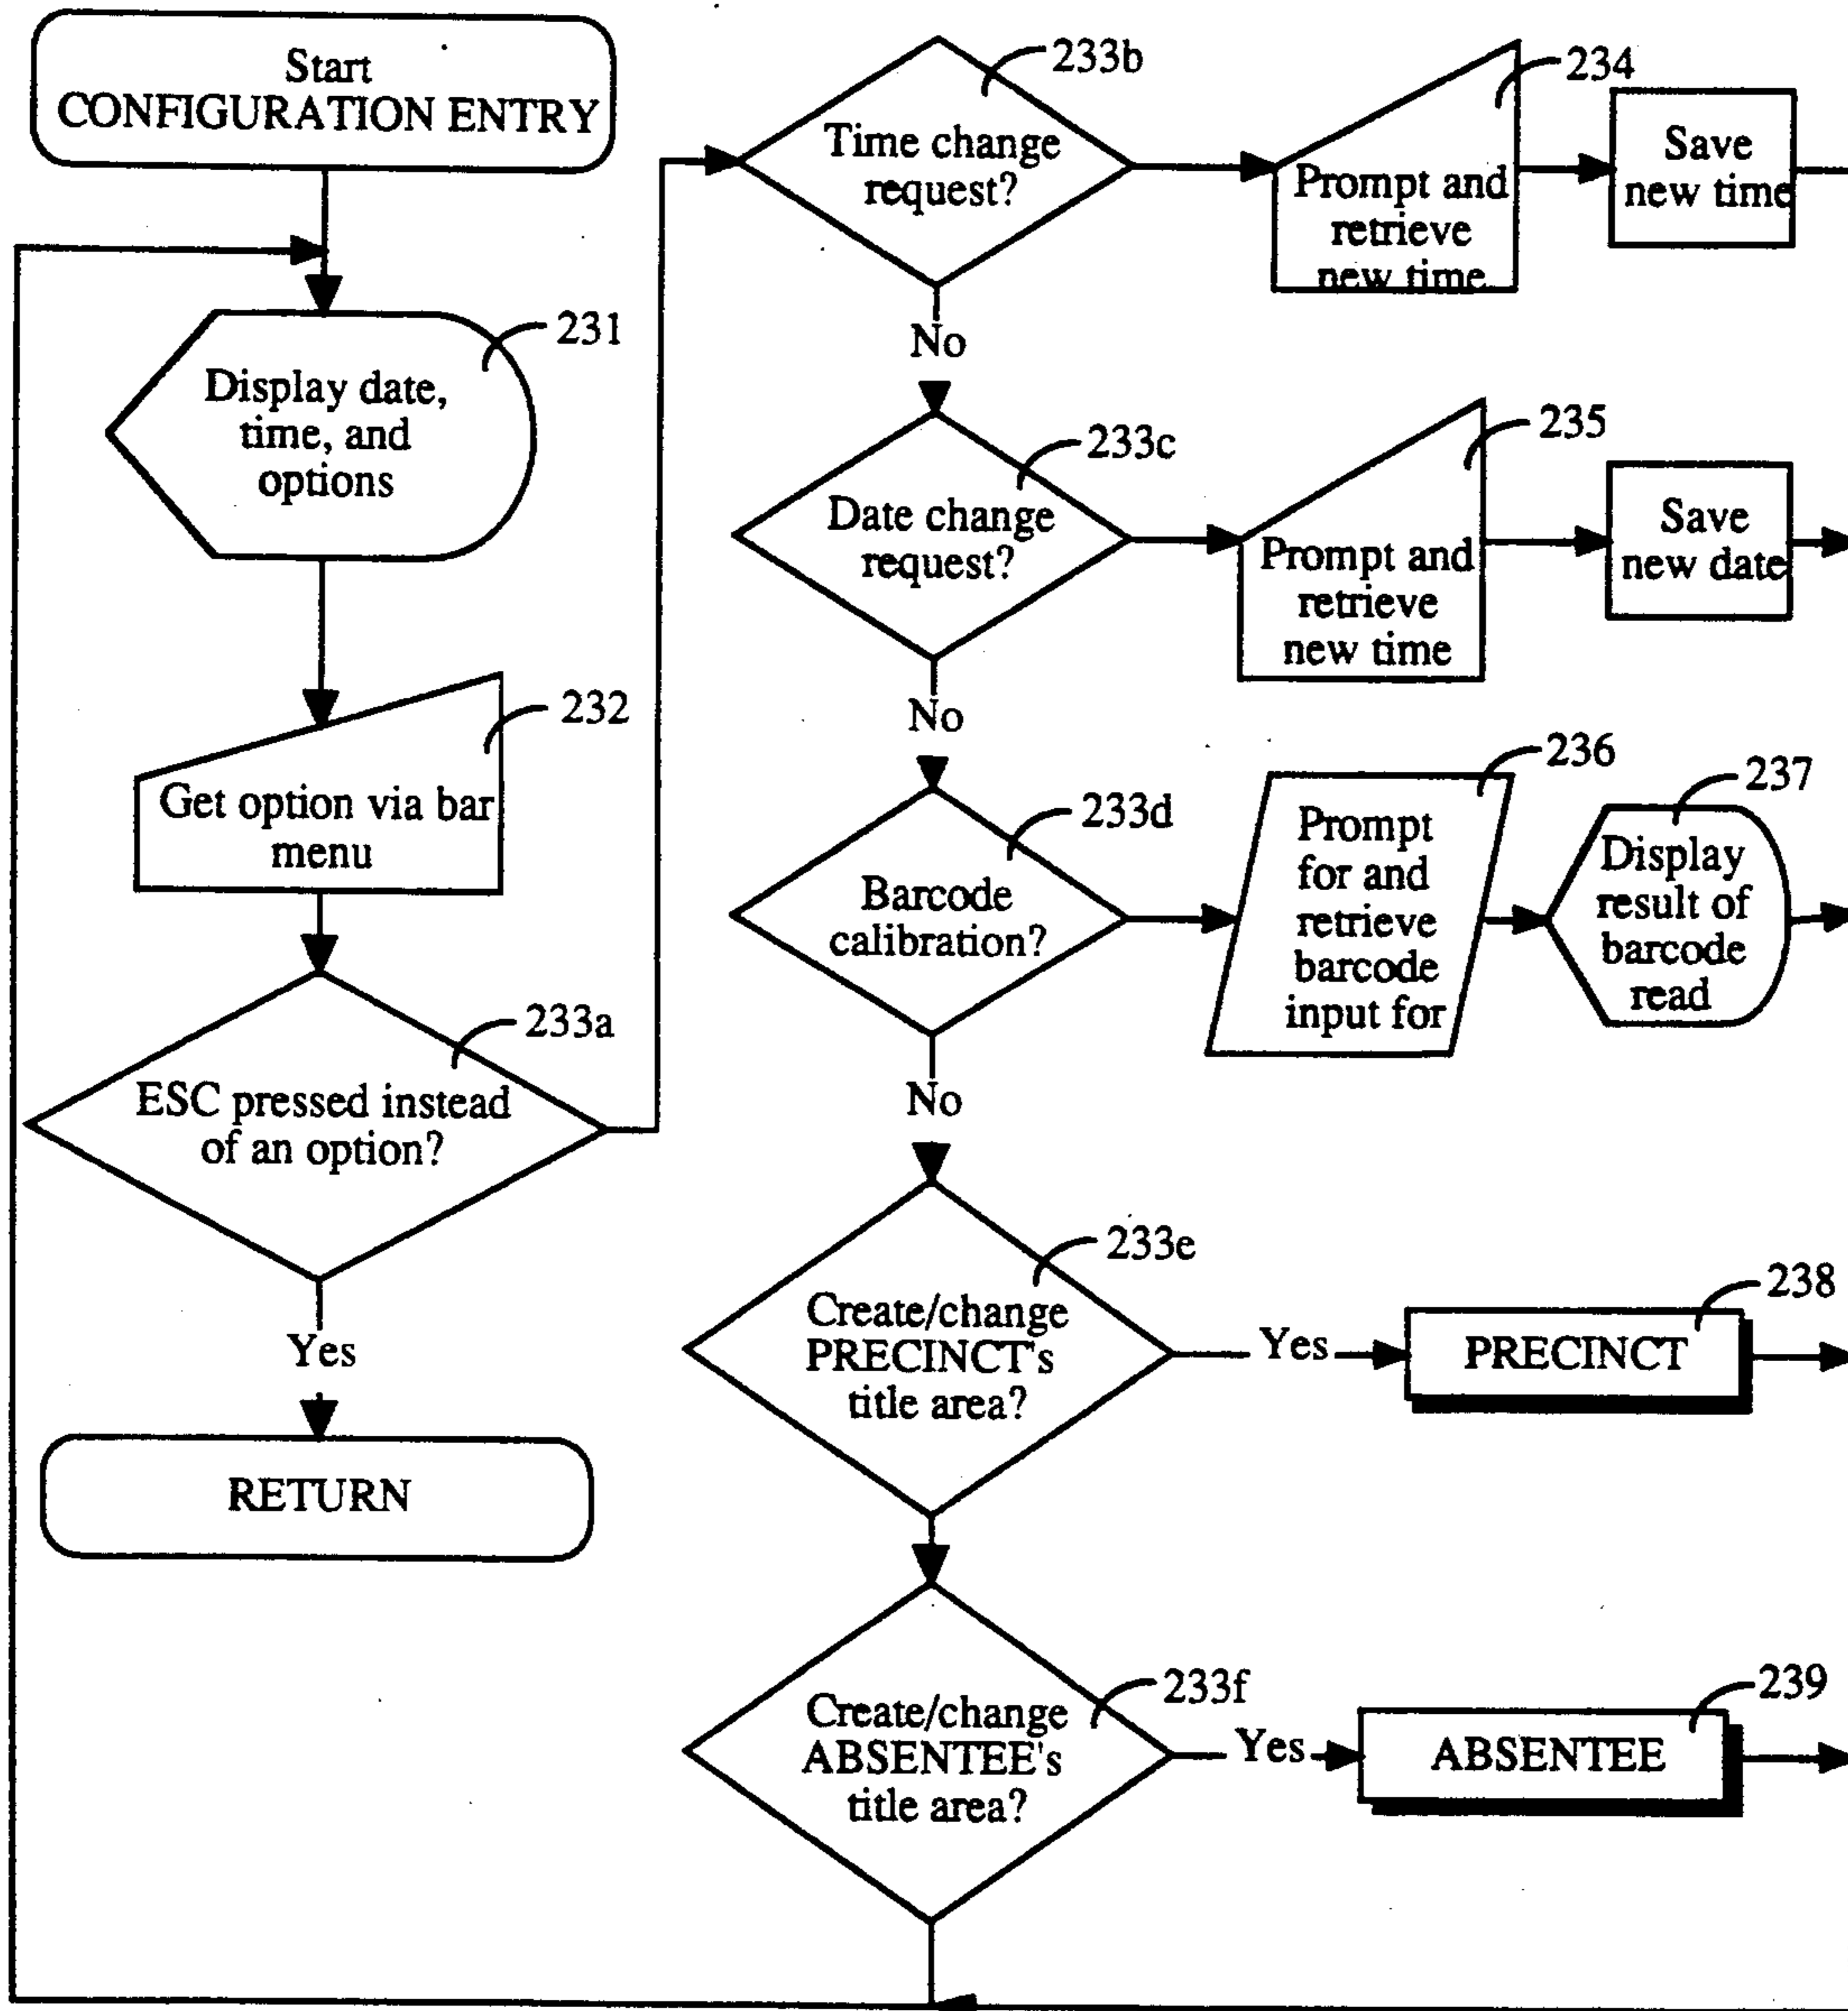 Start
CONFIGURATION ENTRY
231
Display date,
time, and
options
232
Get option via bar
menu
233a
ESC pressed instead
of an option?
Yes
RETURN
233b
Time change
request?
234
Prompt and
retrieve
new time
Save
new time
No
233c
Date change
request?
235
Prompt and
retrieve
new time
Save
new date
No
233d
Barcode
calibration?
236
Prompt
for and
retrieve
barcode
input for
237
Display
result of
barcode
read
No
233e
Create/change
PRECINCT's
title area?
Yes
238
PRECINCT
233f
Create/change
ABSENTEE's
title area?
Yes
239
ABSENTEE